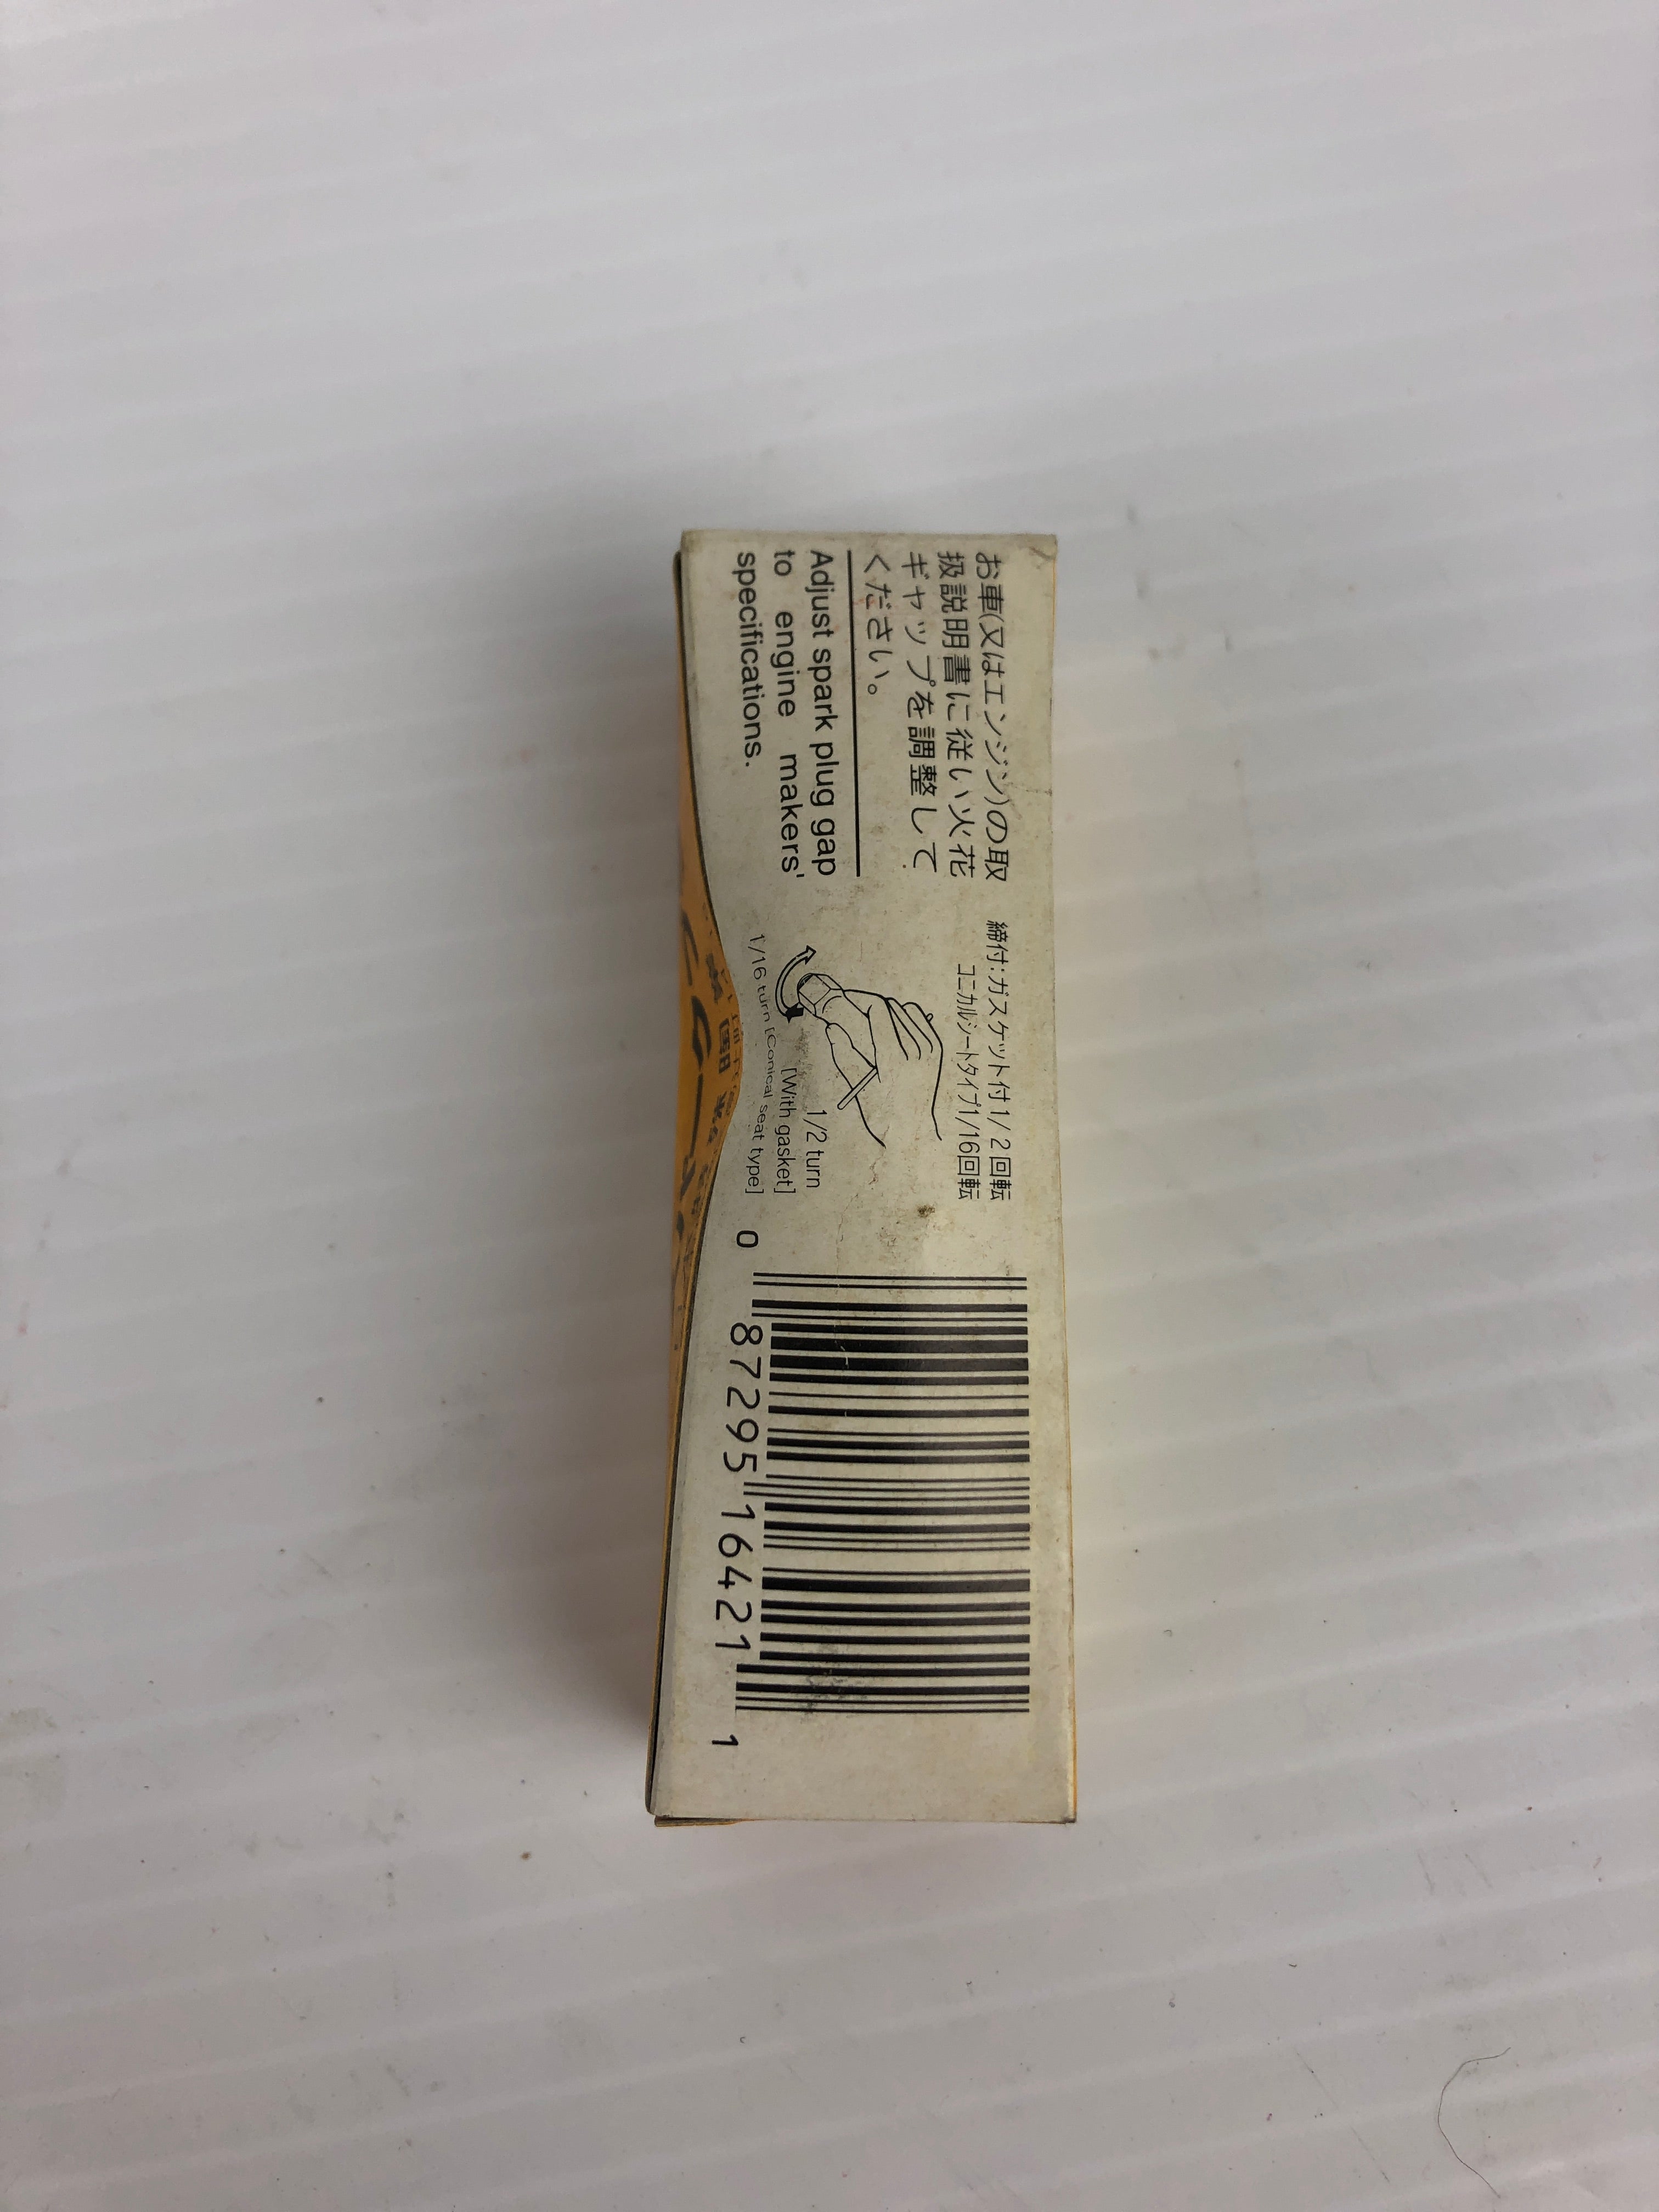 お車(又はエンジン)の取
扱説明書に従い火花
ギャップを調整して
ください。
Adjust spark plug gap
to engine makers'
specifications.
締付:ガスケット付1/2回転
コニカルシートタイプ1/16回転
1/2 turn
[With gasket]
1/16 turn [Conical seat type]
0 87295 16421 1